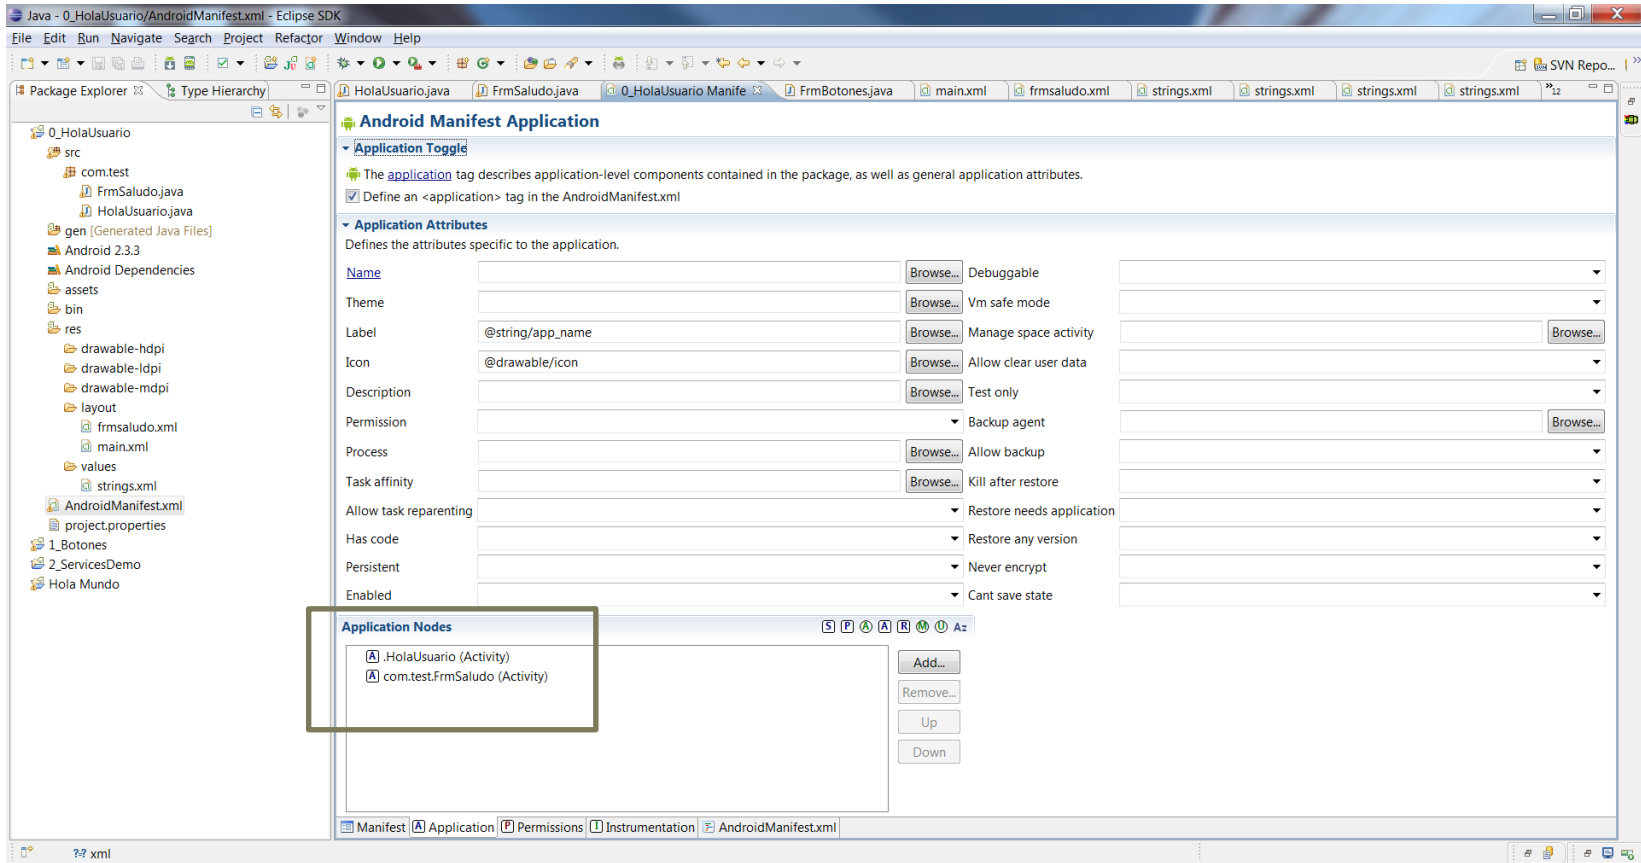 Java - 0_HolaUsuario/AndroidManifest.xml - Eclipse SDK
File Edit Run Navigate Search Project Refactor Window Help
SVN Repo...
Package Explorer Type Hierarchy
HolaUsuario.java FrmSaludo.java 0_HolaUsuario Manife FrmBotones.java main.xml frmsaludo.xml strings.xml strings.xml strings.xml strings.xml »12
0_HolaUsuario
src
com.test
FrmSaludo.java
HolaUsuario.java
gen [Generated Java Files]
Android 2.3.3
Android Dependencies
assets
bin
res
drawable-hdpi
drawable-ldpi
drawable-mdpi
layout
frmsaludo.xml
main.xml
values
strings.xml
AndroidManifest.xml
project.properties
1_Botones
2_ServicesDemo
Hola Mundo
Android Manifest Application
Application Toggle
The application tag describes application-level components contained in the package, as well as general application attributes.
Define an <application> tag in the AndroidManifest.xml
Application Attributes
Defines the attributes specific to the application.
Name Browse... Debuggable
Theme Browse... Vm safe mode
Label @string/app_name Browse... Manage space activity Browse...
Icon @drawable/icon Browse... Allow clear user data
Description Browse... Test only
Permission Backup agent Browse...
Process Browse... Allow backup
Task affinity Browse... Kill after restore
Allow task reparenting Restore needs application
Has code Restore any version
Persistent Never encrypt
Enabled Cant save state
Application Nodes S P A A R M U Az
A .HolaUsuario (Activity)
A com.test.FrmSaludo (Activity)
Add...
Remove...
Up
Down
Manifest A Application P Permissions I Instrumentation AndroidManifest.xml
?=? xml